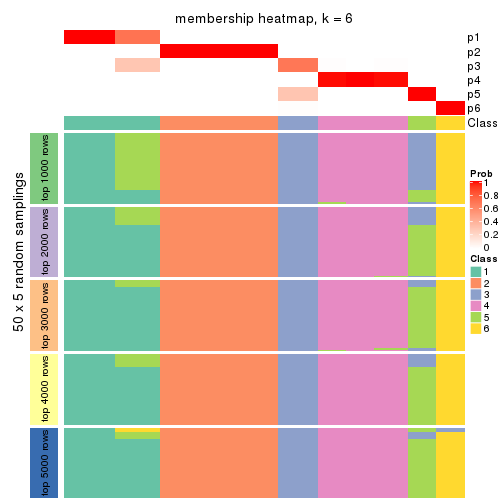 membership heatmap, k = 6
p1
p2
p3
p4
p5
p6
Class
50 x 5 random samplings
top 1000 rows
top 2000 rows
top 3000 rows
top 4000 rows
top 5000 rows
Prob
1
0.8
0.6
0.4
0.2
0
Class
1
2
3
4
5
6